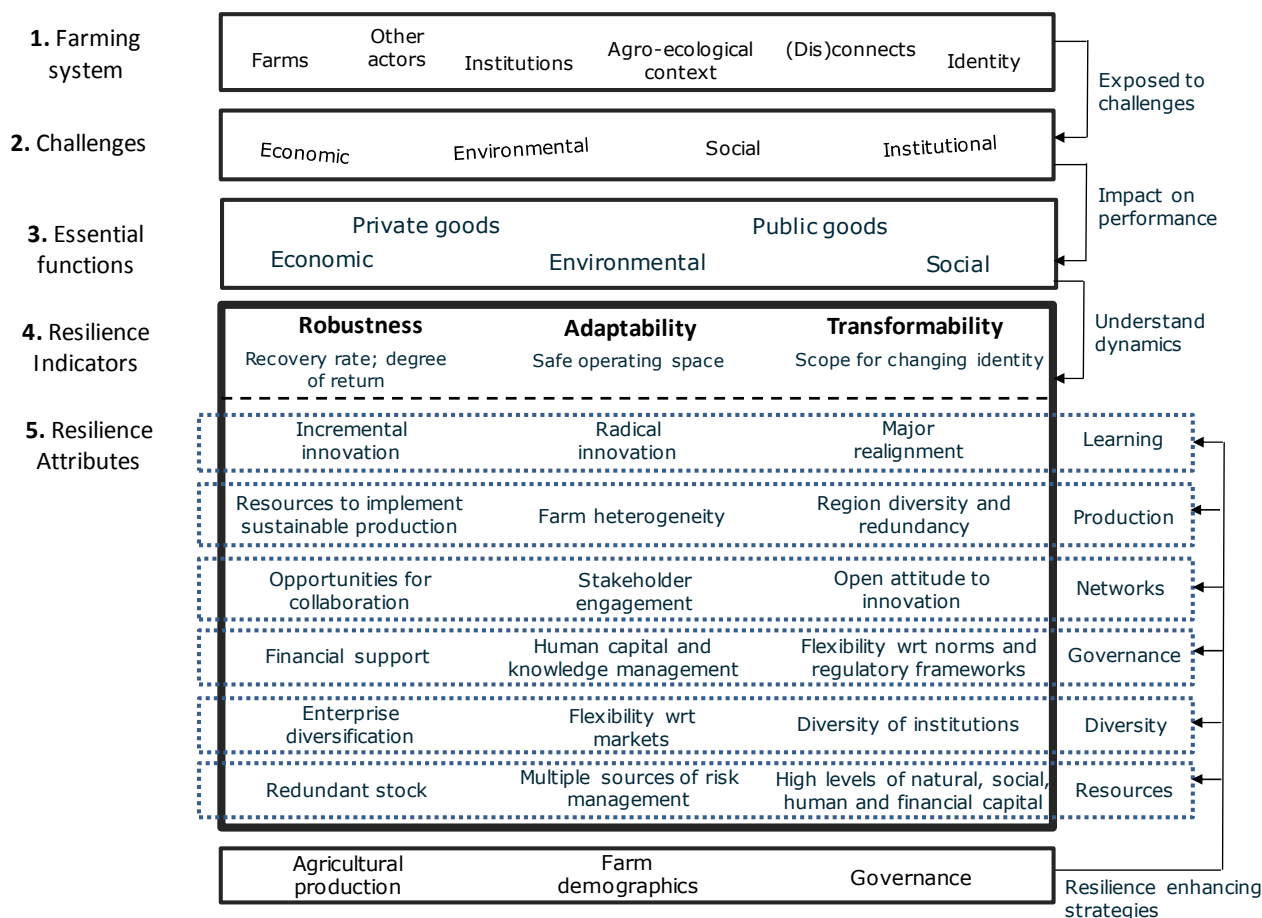 1. Farming
system
Farms
Other
actors
Institutions
Agro-ecological
context
(Dis)connects
Identity
Exposed to
challenges
2. Challenges
Economic
Environmental
Social
Institutional
Impact on
performance
3. Essential
functions
Private goods
Public goods
Economic
Environmental
Social
Understand
dynamics
4. Resilience
Indicators
Robustness
Adaptability
Transformability
Recovery rate; degree
of return
Safe operating space
Scope for changing identity
5. Resilience
Attributes
Incremental
innovation
Radical
innovation
Major
realignment
Learning
Resources to implement
sustainable production
Farm heterogeneity
Region diversity and
redundancy
Production
Opportunities for
collaboration
Stakeholder
engagement
Open attitude to
innovation
Networks
Financial support
Human capital and
knowledge management
Flexibility wrt norms and
regulatory frameworks
Governance
Enterprise
diversification
Flexibility wrt
markets
Diversity of institutions
Diversity
Redundant stock
Multiple sources of risk
management
High levels of natural, social,
human and financial capital
Resources
Agricultural
production
Farm
demographics
Governance
Resilience enhancing
strategies